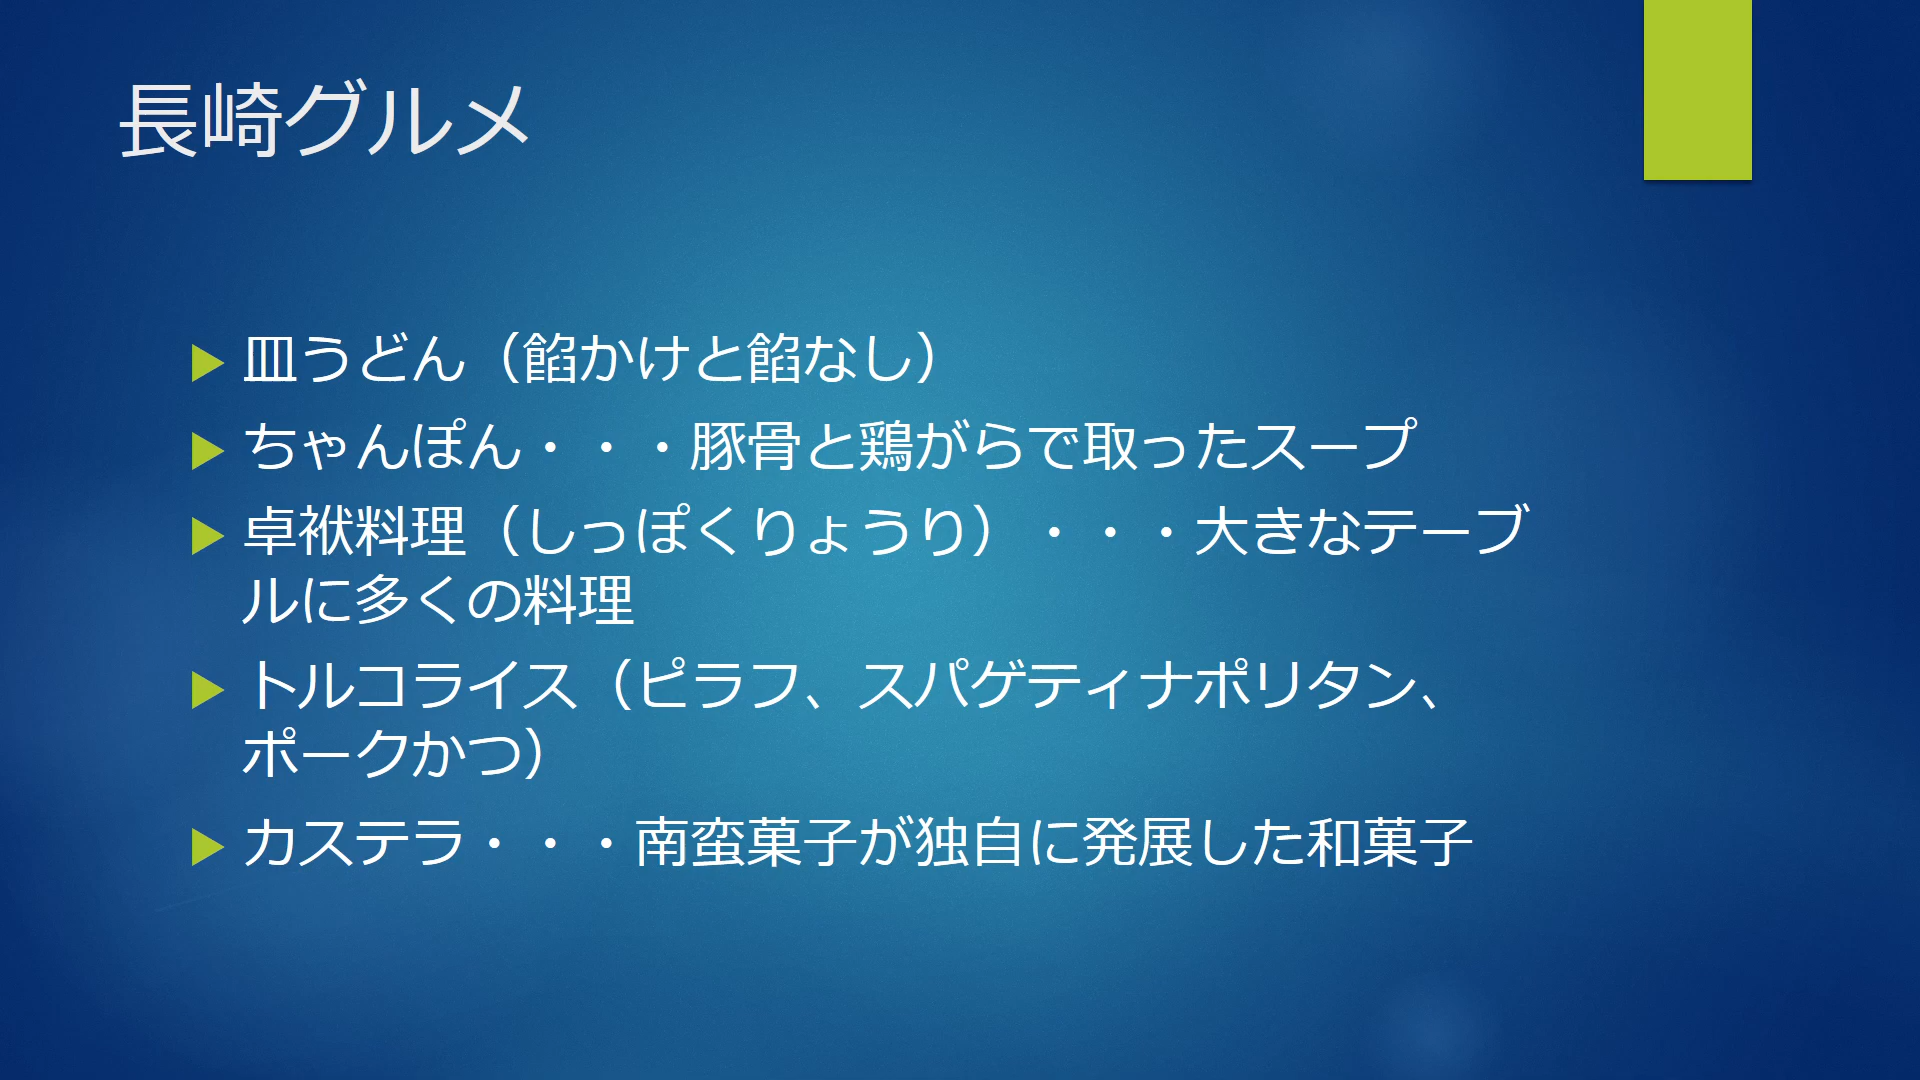 長崎グルメ
皿うどん（餡かけと餡なし）
ちゃんぽん・・・豚骨と鶏がらで取ったスープ
卓袱料理（しっぽくりょうり）・・・大きなテーブ
ルに多くの料理
トルコライス（ピラフ、スパゲティナポリタン、
ポークかつ）
カステラ・・・南蛮菓子が独自に発展した和菓子